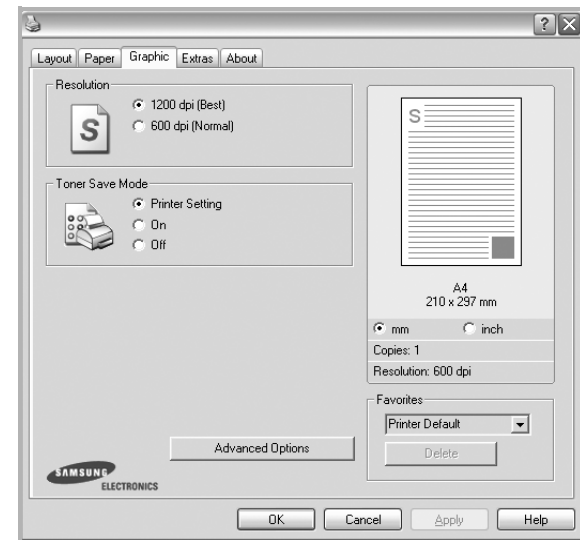 Layout Paper Graphic Extras About
Resolution
S
1200 dpi (Best)
600 dpi (Normal)
Toner Save Mode
Printer Setting
On
Off
S
A4
210 x 297 mm
mm inch
Copies: 1
Resolution: 600 dpi
Favorites
Printer Default
Delete
Advanced Options
SAMSUNG
ELECTRONICS
OK Cancel Apply Help